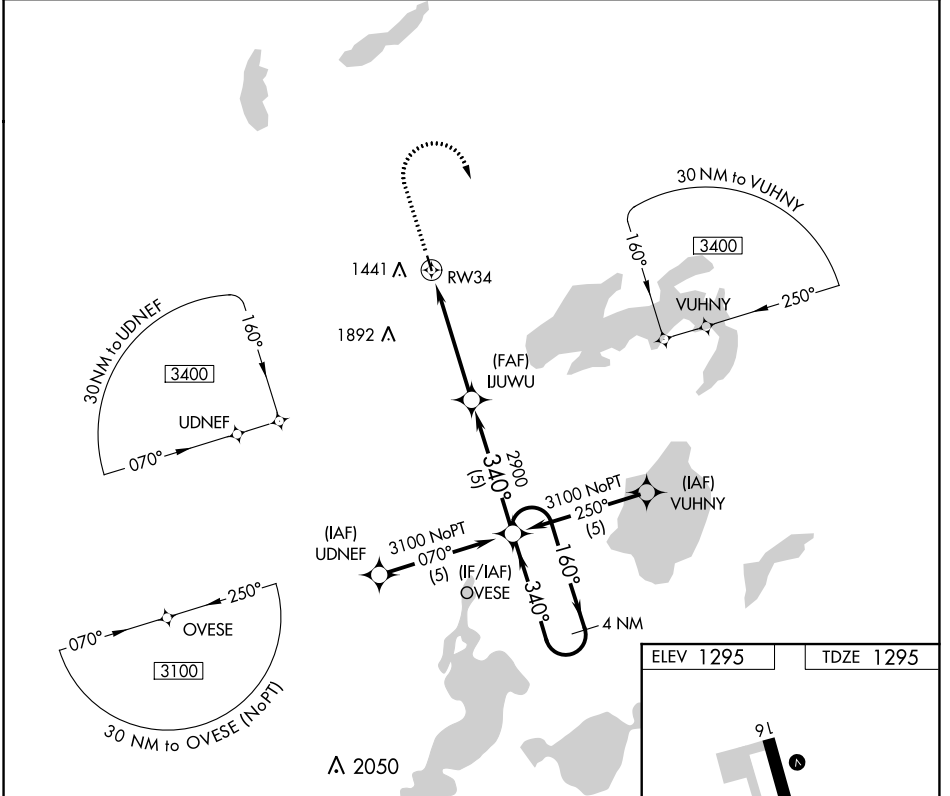 30 NM to VUHNY
3400
160°
VUHNY
250°
1441
RW34
1892
30 NM to UDNEF
160°
3400
UDNEF
070°
(FAF)
IJUWU
2900
340°
(5)
3100 NoPT
250°
(5)
(IAF)
VUHNY
(IAF)
UDNEF
3100 NoPT
070°
(5)
(IF/IAF)
OVESE
160°
340°
4 NM
250°
070°
OVESE
3100
30 NM to OVESE (NoPT)
2050
ELEV 1295
TDZE 1295
16
V